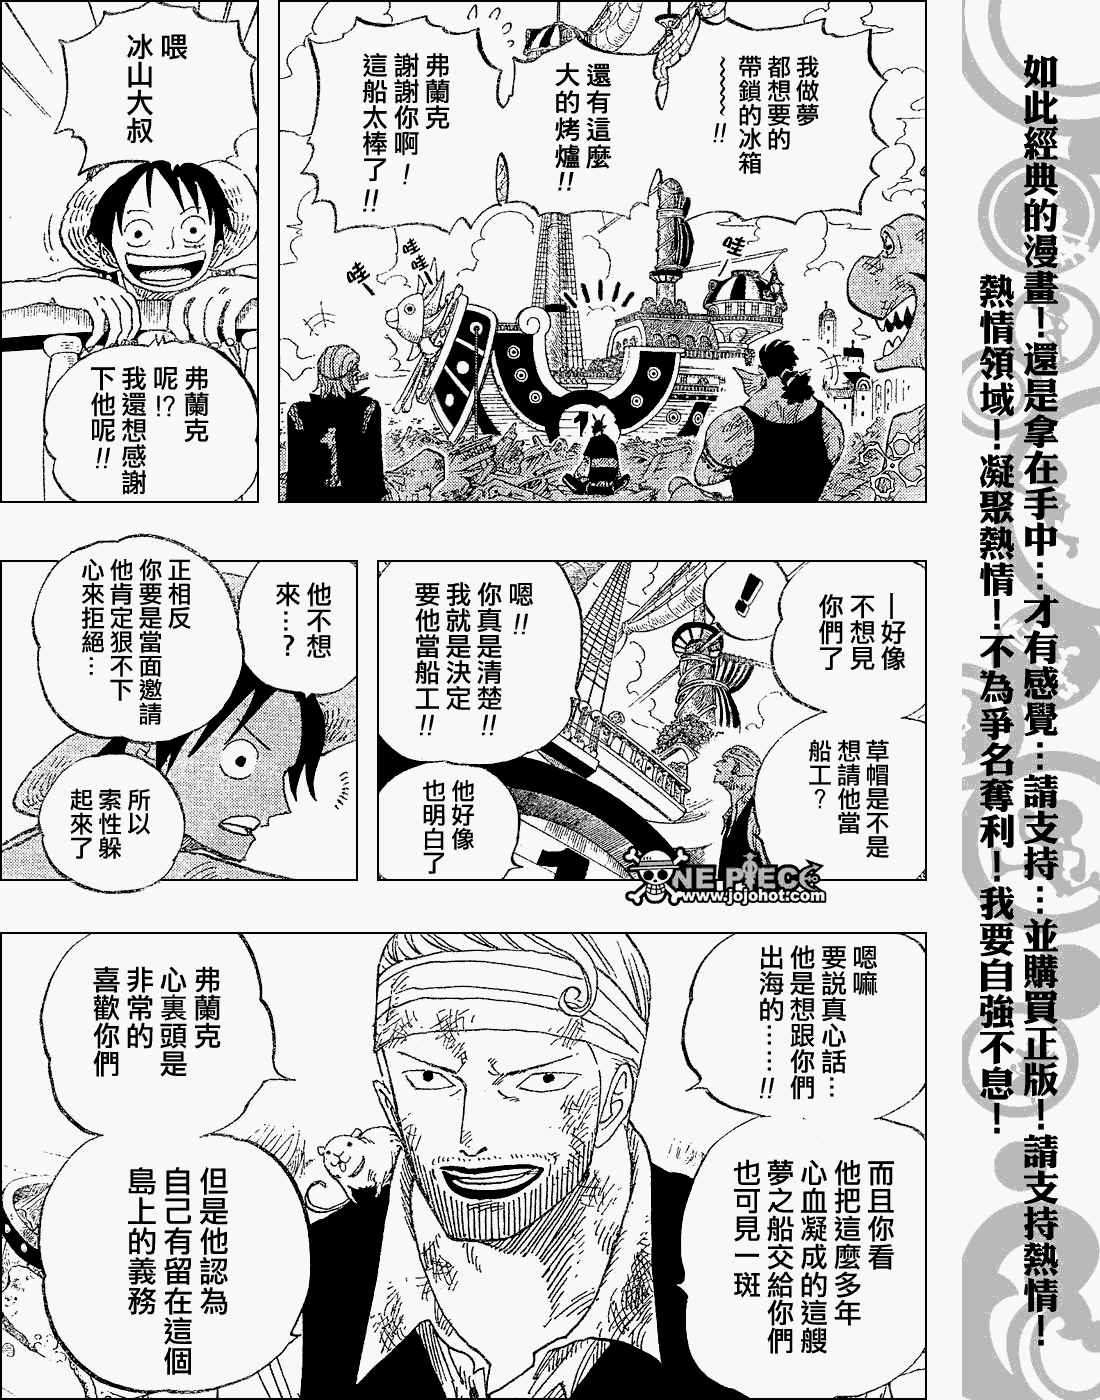 我做夢
都想要的
帶鎖的冰箱
~~~!!
還有這麼
大的烤爐!!
弗蘭克
謝謝你啊!
這船太棒了!!
哇
哇
哇
喂
冰山大叔
弗蘭克
呢!?
我還想感謝
下他呢!!
!
—好像
不想見
你們了
草帽是不是
想請他當
船工?
嗯!!
你真是清楚!!
我就是決定
要他當船工!!
他好像
也明白了
1
1
他不想
來…?
正相反
你要是當面邀請
他肯定狠不下
心來拒絕…
所以
索性躲
起來了
ONE PIECE
www.jojohot.com
嗯嘛
要說真心話…
他是想跟你們
出海的……!!
而且你看
他把這麼多年
心血凝成的這艘
夢之船交給你們
也可見一斑
弗蘭克
心裏頭是
非常的
喜歡你們
但是他認為
自己有留在這個
島上的義務
如此經典的漫畫!還是拿在手中…才有感覺…請支持…並購買正版!請支持熱情!
熱情領域!凝聚熱情!不為爭名奪利!我要自強不息!